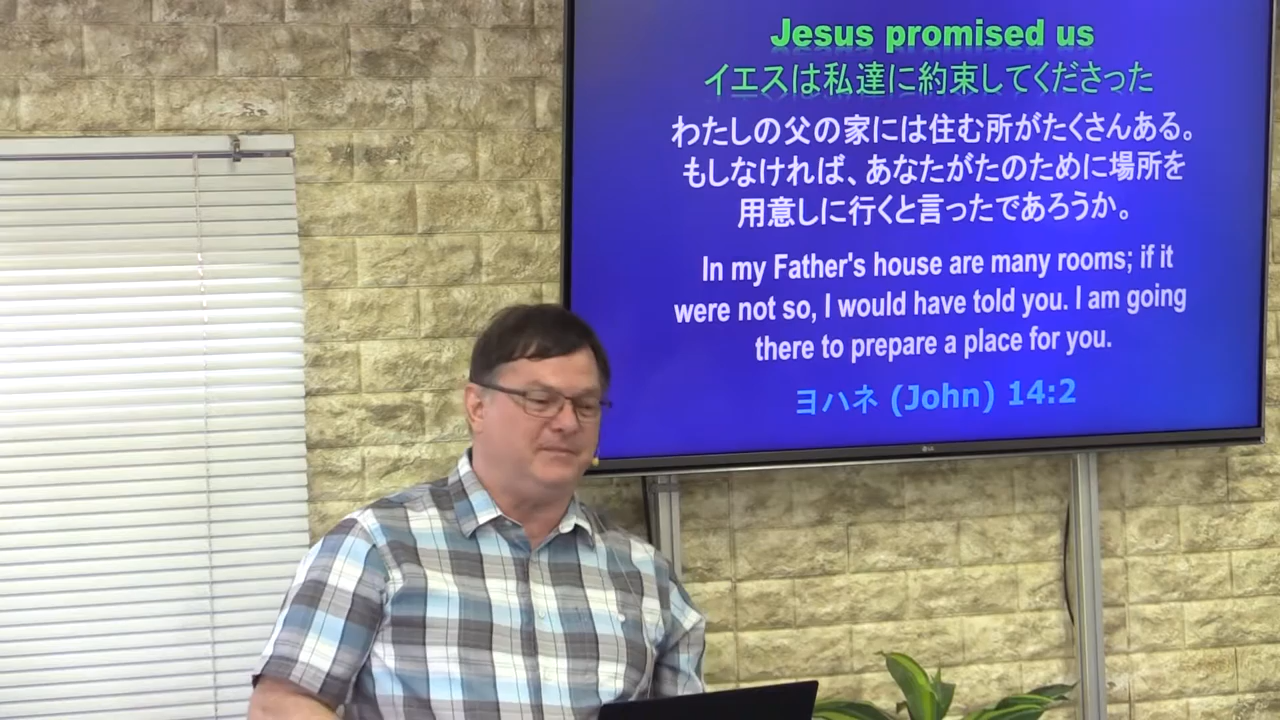 Jesus promised us
イエスは私達に約束してくださった
わたしの父の家には住む所がたくさんある。
もしなければ、あなたがたのために場所を
用意しに行くと言ったであろうか。
In my Father's house are many rooms; if it
were not so, I would have told you. I am going
there to prepare a place for you.
ヨハネ (John) 14:2
LG